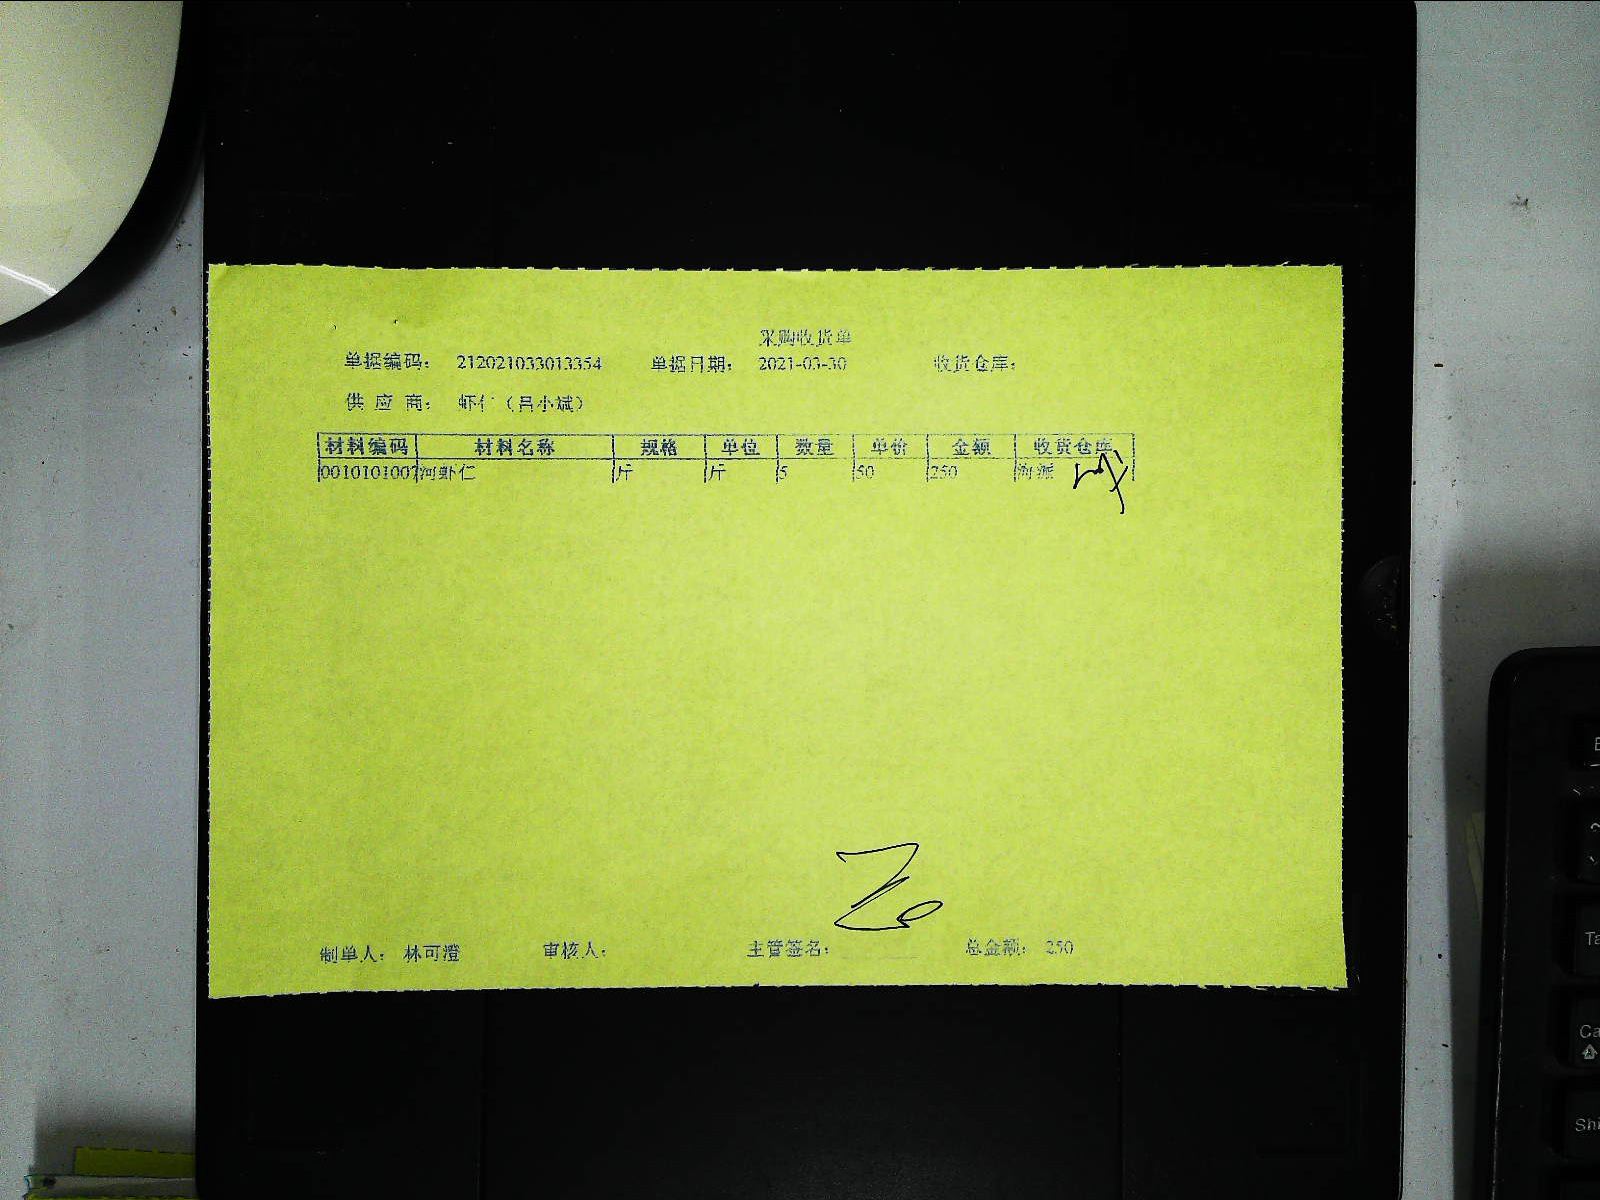 采购收货单
单据编码： 212021033013354 单据日期： 2021-03-30 收货仓库：
供应商： 虾仁（吕小斌）
材料编码 材料名称 规格 单位 数量 单价 金额 收货仓库
0010101007 河虾仁 斤 斤 5 50 250 海派
制单人： 林可澄 审核人： 主管签名： 总金额： 250